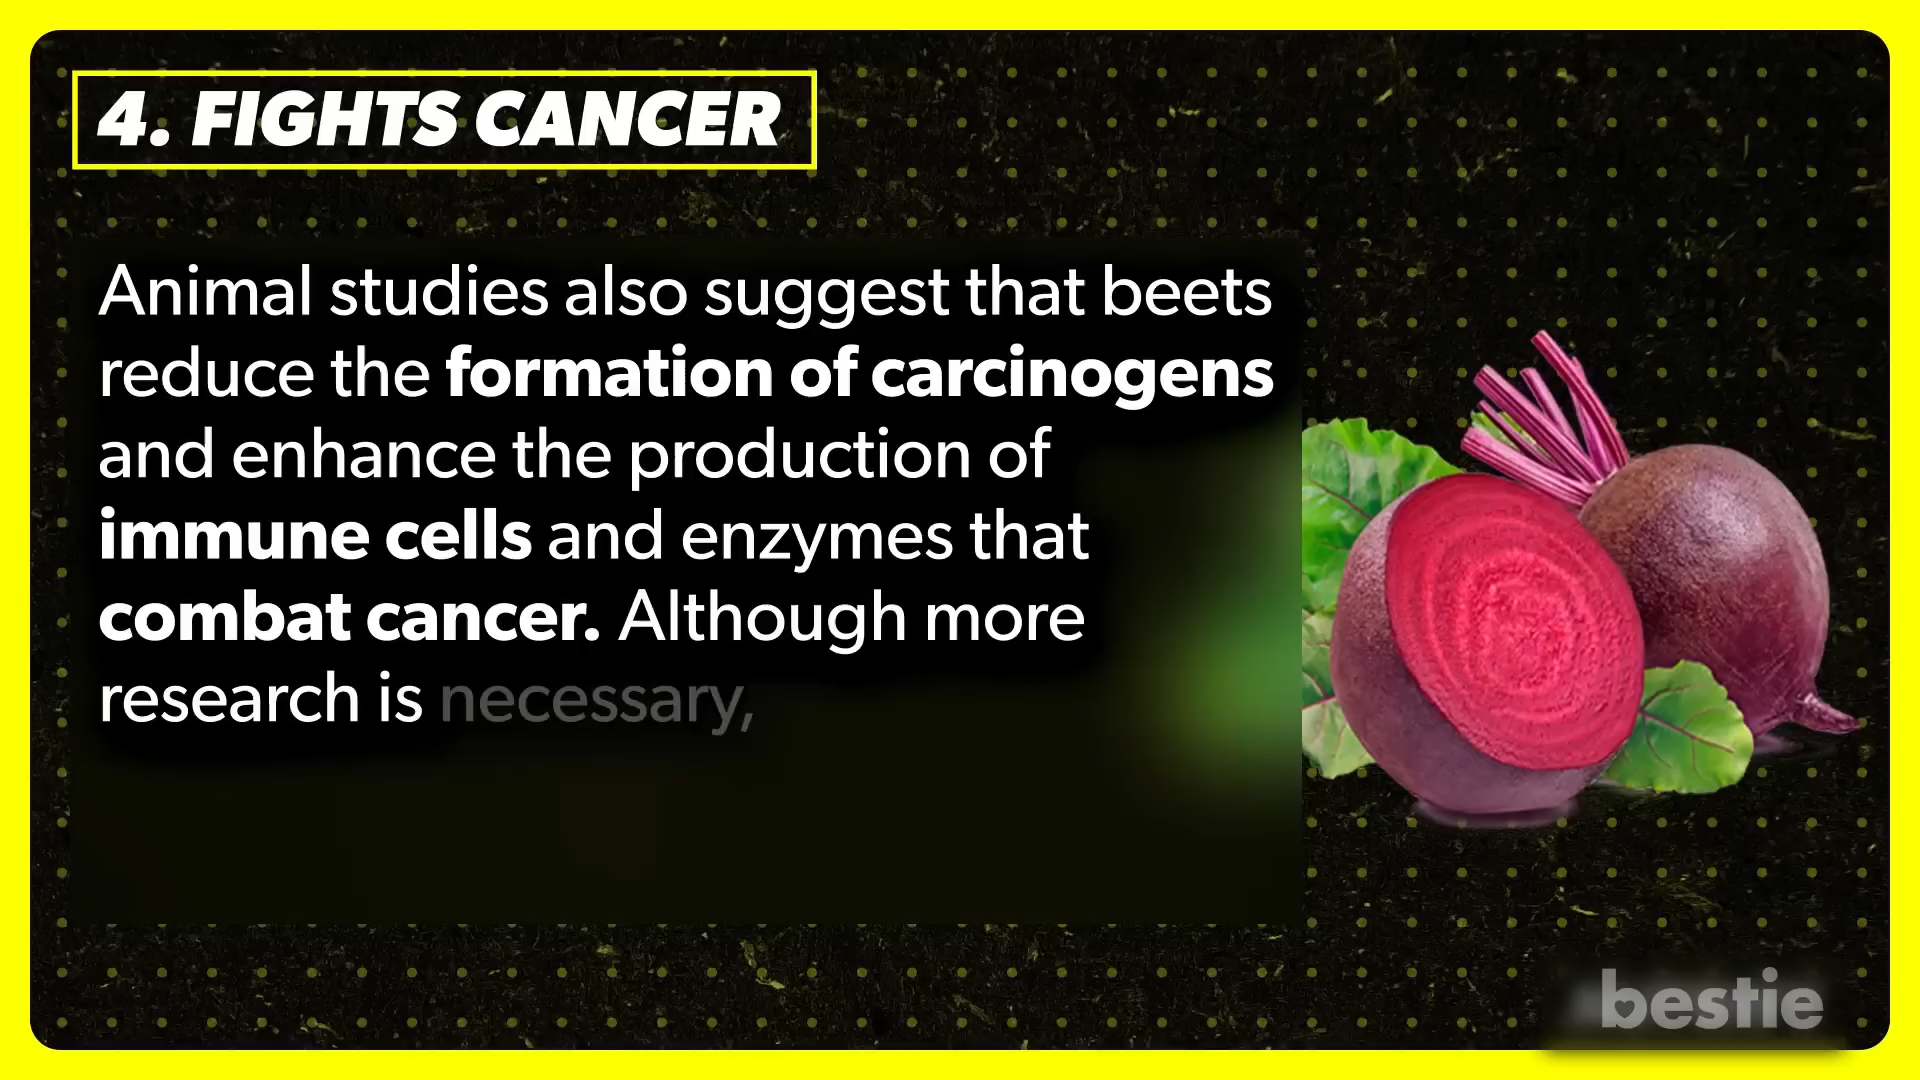 4. FIGHTS CANCER
Animal studies also suggest that beets
reduce the formation of carcinogens
and enhance the production of
immune cells and enzymes that
combat cancer. Although more
research is necessary,
bestie